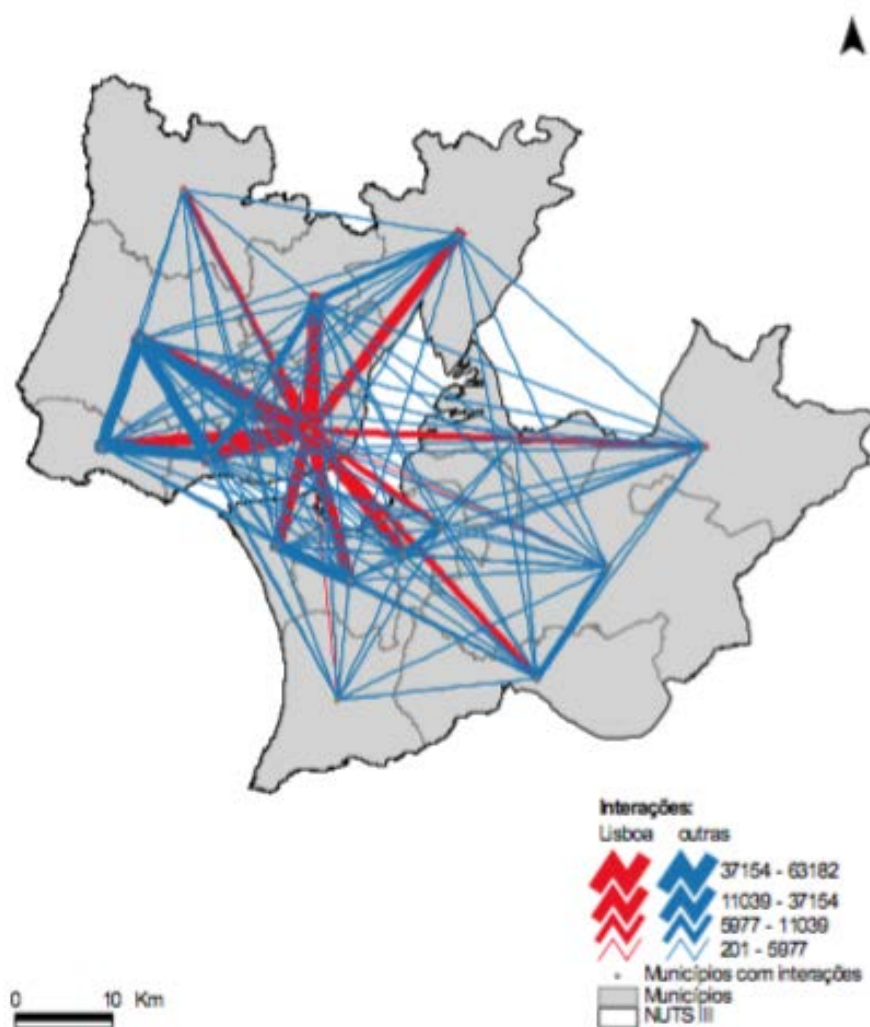 Interações:
Lisboa outras
37154 - 63182
11039 - 37154
5977 - 11039
201 - 5977
Municípios com interações
Municípios
NUTS III
0 10 Km